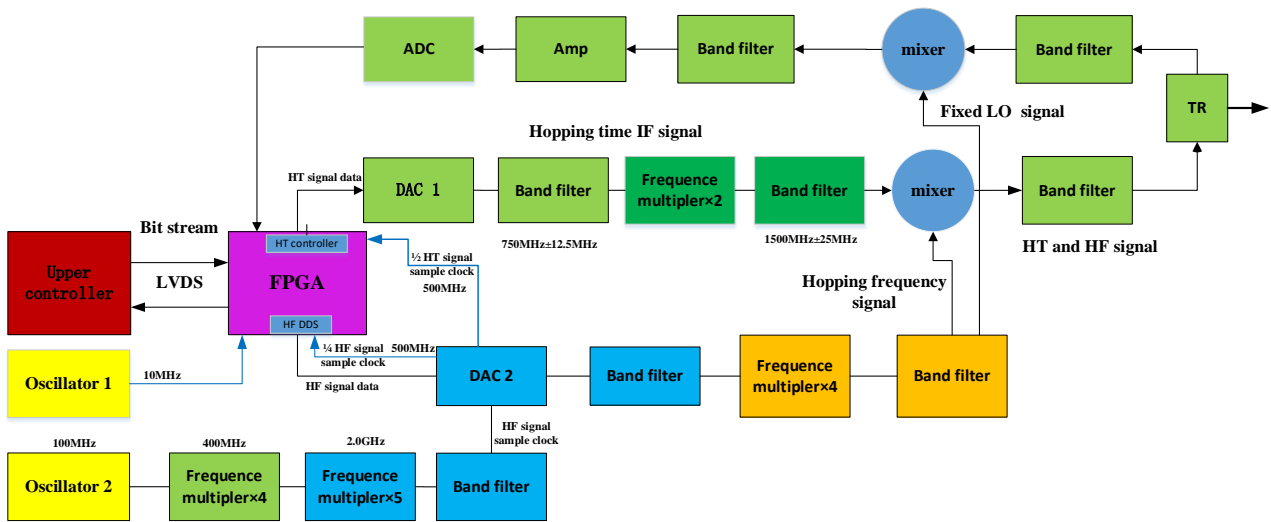 ADC
Amp
Band filter
mixer
Band filter
TR
Fixed LO signal
Hopping time IF signal
HT signal data
DAC 1
Band filter
Frequence
multipler×2
Band filter
mixer
Band filter
750MHz±12.5MHz
1500MHz±25MHz
HT and HF signal
Bit stream
HT controller
Upper
controller
LVDS
FPGA
½ HT signal
sample clock
500MHz
Hopping frequency
signal
HF DDS
¼ HF signal 500MHz
sample clock
Oscillator 1
10MHz
HF signal data
DAC 2
Band filter
Frequence
multipler×4
Band filter
HF signal
sample clock
100MHz
400MHz
2.0GHz
Oscillator 2
Frequence
multipler×4
Frequence
multipler×5
Band filter